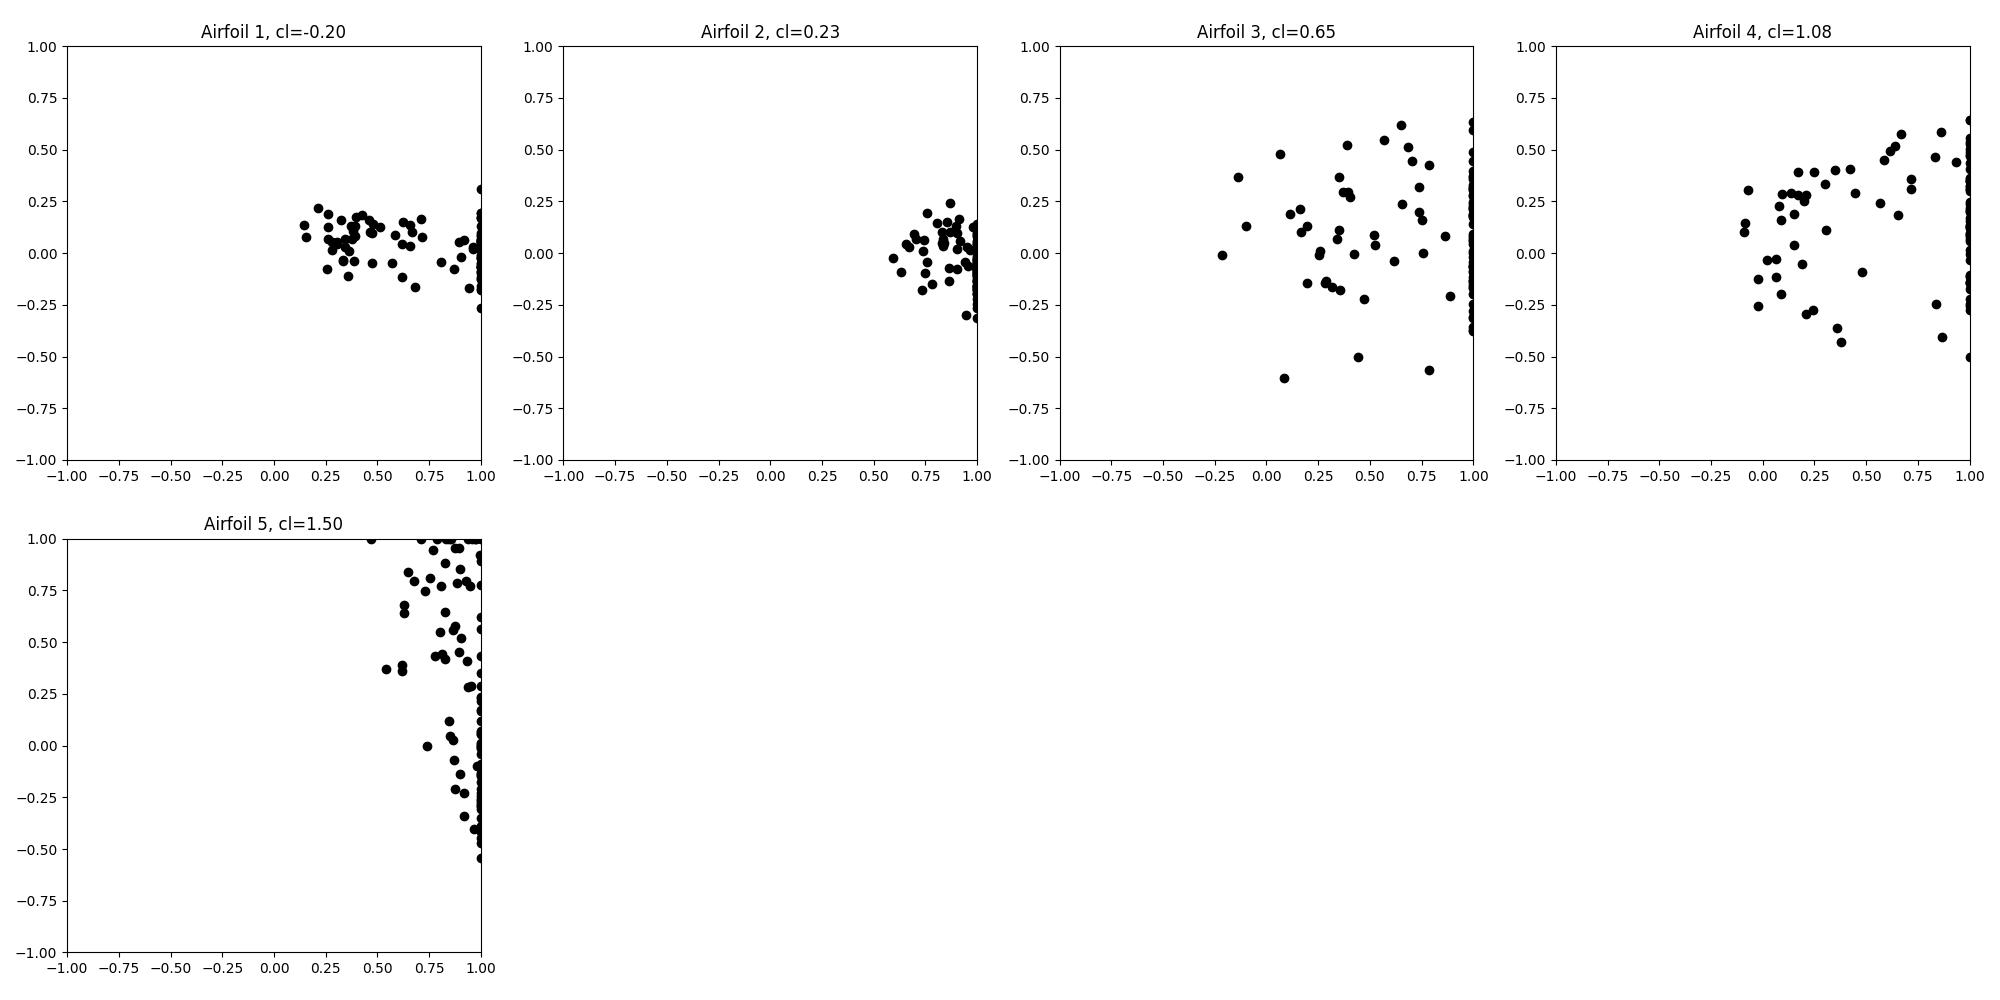 Airfoil 1, cl=-0.20
Airfoil 2, cl=0.23
Airfoil 3, cl=0.65
Airfoil 4, cl=1.08
1.00 1.00 1.00 1.00
0.75 0.75 0.75 0.75
0.50 0.50 0.50 0.50
0.25 0.25 0.25 0.25
0.00 0.00 0.00 0.00
−0.25 −0.25 −0.25 −0.25
−0.50 −0.50 −0.50 −0.50
−0.75 −0.75 −0.75 −0.75
−1.00 −1.00 −1.00 −1.00
−1.00 −0.75 −0.50 −0.25 0.00 0.25 0.50 0.75 1.00
−1.00 −0.75 −0.50 −0.25 0.00 0.25 0.50 0.75 1.00
−1.00 −0.75 −0.50 −0.25 0.00 0.25 0.50 0.75 1.00
−1.00 −0.75 −0.50 −0.25 0.00 0.25 0.50 0.75 1.00
Airfoil 5, cl=1.50
1.00
0.75
0.50
0.25
0.00
−0.25
−0.50
−0.75
−1.00
−1.00 −0.75 −0.50 −0.25 0.00 0.25 0.50 0.75 1.00